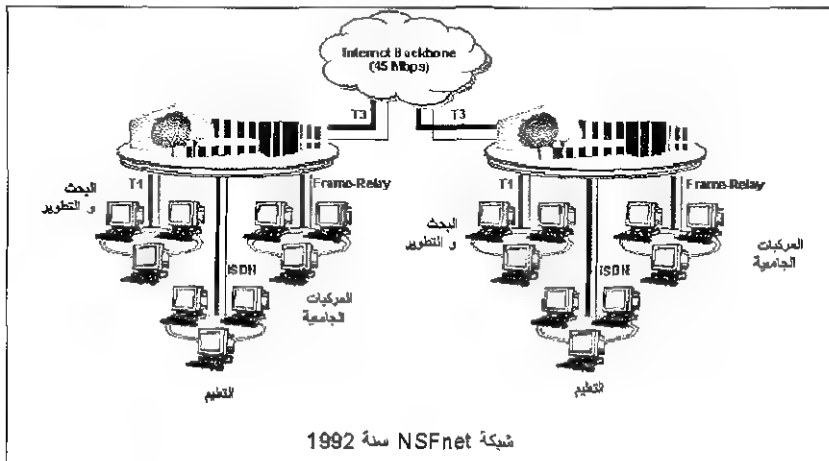 Internet Backbone
(45 Mbps)
T3
T3
T1
Frame-Relay
البحث
و التطوير
ISDN
المركبات
الجامعية
التعليم
T1
Frame-Relay
البحث
و التطوير
ISDN
المركبات
الجامعية
التعليم
شبكة NSFnet سنة 1992